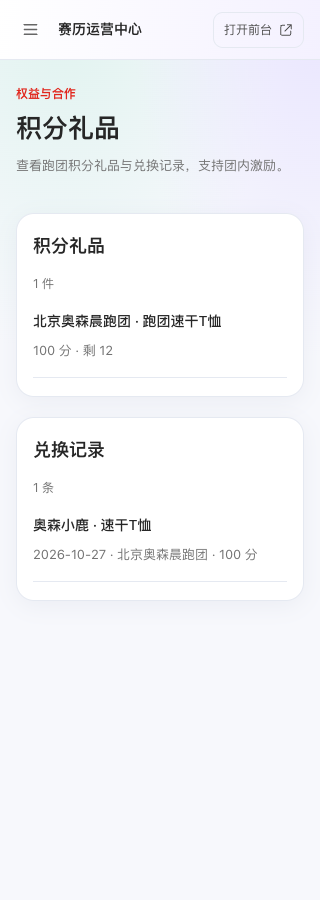 赛历运营中心
打开前台
权益与合作
积分礼品
查看跑团积分礼品与兑换记录，支持团内激励。
积分礼品
1 件
北京奥森晨跑团 · 跑团速干T恤
100 分 · 剩 12
兑换记录
1 条
奥森小鹿 · 速干T恤
2026-10-27 · 北京奥森晨跑团 · 100 分